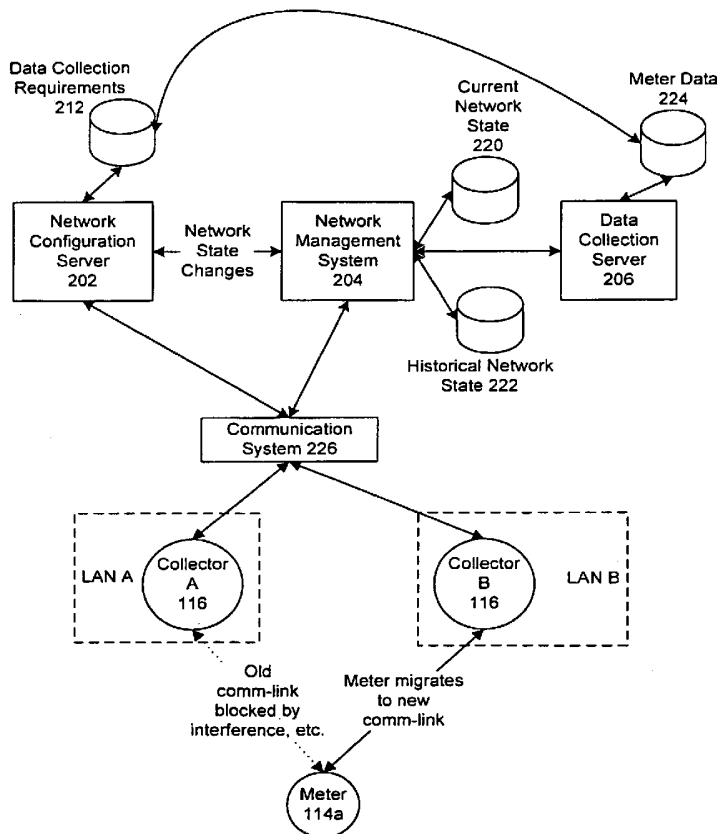 Data Collection
Requirements
212
Current
Network
State
220
Meter Data
224
Network
Configuration
Server
202
Network
State
Changes
Network
Management
System
204
Data
Collection
Server
206
Historical Network
State 222
Communication
System 226
LAN A
Collector
A
116
Collector
B
116
LAN B
Old
comm-link
blocked by
interference, etc.
Meter migrates
to new
comm-link
Meter
114a